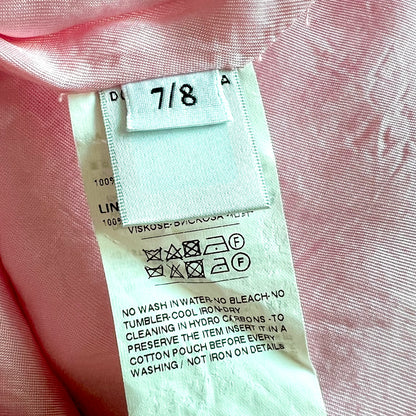 7/8
100%
LIN
100%
VISKOSE-ВИСКОЗА
F
F
NO WASH IN WATER-NO BLEACH-NO
TUMBLER-COOL IRON-DRY
CLEANING IN HYDRO CARBONS -TO
PRESERVE THE ITEM INSERT IT IN A
COTTON POUCH BEFORE EVERY
WASHING / NOT IRON ON DETAILS